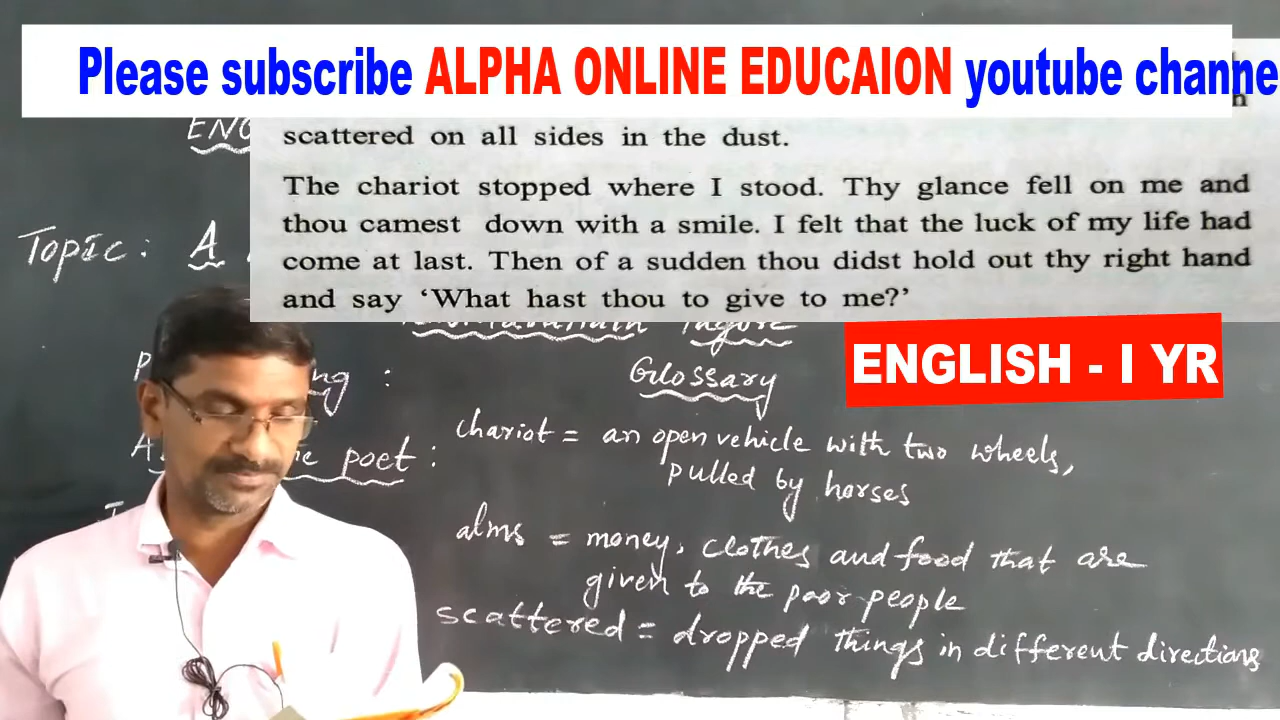 Please subscribe ALPHA ONLINE EDUCAION youtube channe
scattered on all sides in the dust.
The chariot stopped where I stood. Thy glance fell on me and
thou camest down with a smile. I felt that the luck of my life had
come at last. Then of a sudden thou didst hold out thy right hand
and say ‘What hast thou to give to me?’
Topic: A
Tagore
ENGLISH - I YR
Glossary
chariot = an open vehicle with two wheels,
pulled by horses
poet :
alms = money, clothes and food that are
given to the poor people
scattered = dropped things in different directions